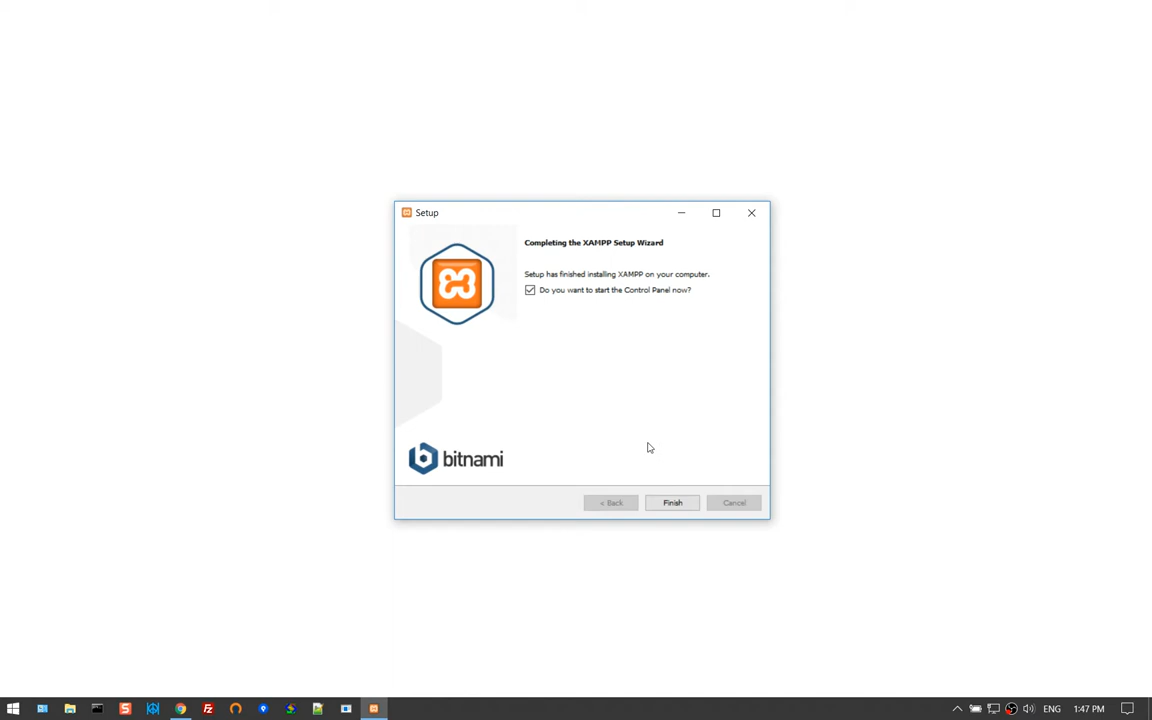 Setup
Completing the XAMPP Setup Wizard
Setup has finished installing XAMPP on your computer.
Do you want to start the Control Panel now?
bitnami
< Back
Finish
Cancel
ENG
1:47 PM